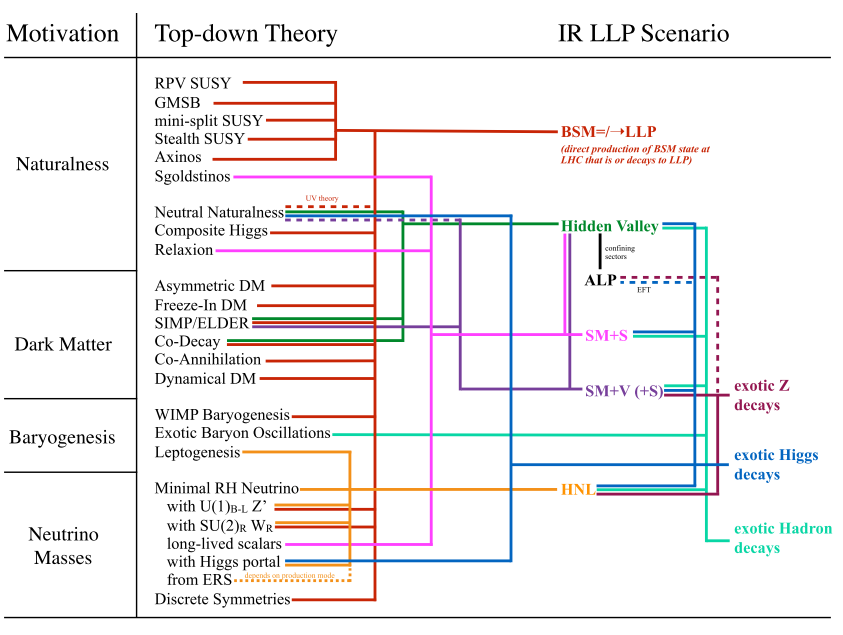 Motivation
Top-down Theory
IR LLP Scenario
Naturalness
RPV SUSY
GMSB
mini-split SUSY
Stealth SUSY
Axinos
Sgoldstinos
BSM=/→LLP
(direct production of BSM state at
LHC that is or decays to LLP)
UV theory
Neutral Naturalness
Composite Higgs
Relaxion
Hidden Valley
confining
sectors
ALP
EFT
Dark Matter
Asymmetric DM
Freeze-In DM
SIMP/ELDER
Co-Decay
Co-Annihilation
Dynamical DM
SM+S
SM+V (+S)
exotic Z
decays
Baryogenesis
WIMP Baryogenesis
Exotic Baryon Oscillations
Leptogenesis
exotic Higgs
decays
Neutrino
Masses
Minimal RH Neutrino
with U(1)B-L Z'
with SU(2)R WR
long-lived scalars
with Higgs portal
from ERS
depends on production mode
Discrete Symmetries
HNL
exotic Hadron
decays